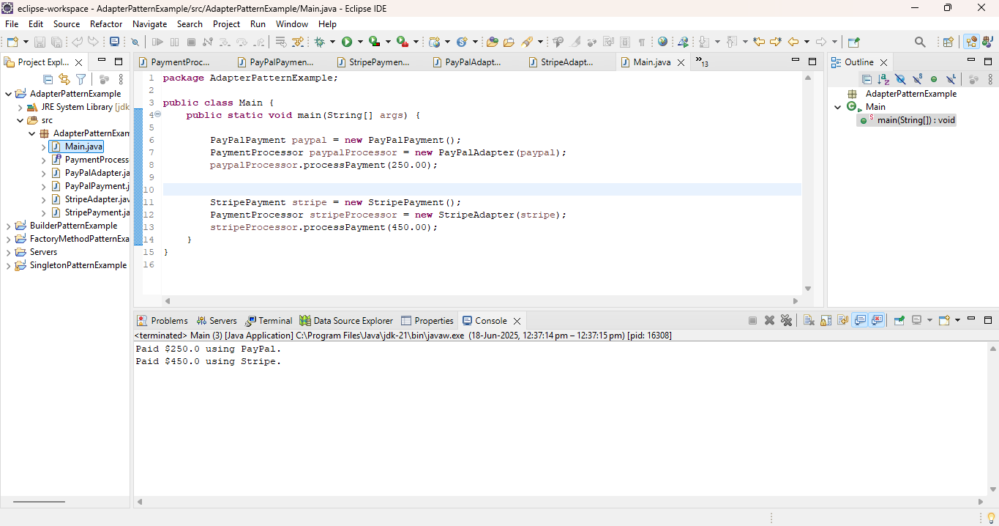 eclipse-workspace - AdapterPatternExample/src/AdapterPatternExample/Main.java - Eclipse IDE
File Edit Source Refactor Navigate Search Project Run Window Help
Project Expl...
AdapterPatternExample
JRE System Library [jdk
src
AdapterPatternExam
Main.java
PaymentProcess
PayPalAdapter.ja
PayPalPayment.j
StripeAdapter.jav
StripePayment.ja
BuilderPatternExample
FactoryMethodPatternExa
Servers
SingletonPatternExample
PaymentProc... PayPalPaymen... StripePaymen... PayPalAdapt... StripeAdapt... Main.java »13
1 package AdapterPatternExample;
2
3 public class Main {
4 public static void main(String[] args) {
5
6 PayPalPayment paypal = new PayPalPayment();
7 PaymentProcessor paypalProcessor = new PayPalAdapter(paypal);
8 paypalProcessor.processPayment(250.00);
9
10
11 StripePayment stripe = new StripePayment();
12 PaymentProcessor stripeProcessor = new StripeAdapter(stripe);
13 stripeProcessor.processPayment(450.00);
14 }
15 }
16
Outline
AdapterPatternExample
Main
main(String[]) : void
Problems Servers Terminal Data Source Explorer Properties Console
<terminated> Main (3) [Java Application] C:\Program Files\Java\jdk-21\bin\javaw.exe (18-Jun-2025, 12:37:14 pm – 12:37:15 pm) [pid: 16308]
Paid $250.0 using PayPal.
Paid $450.0 using Stripe.